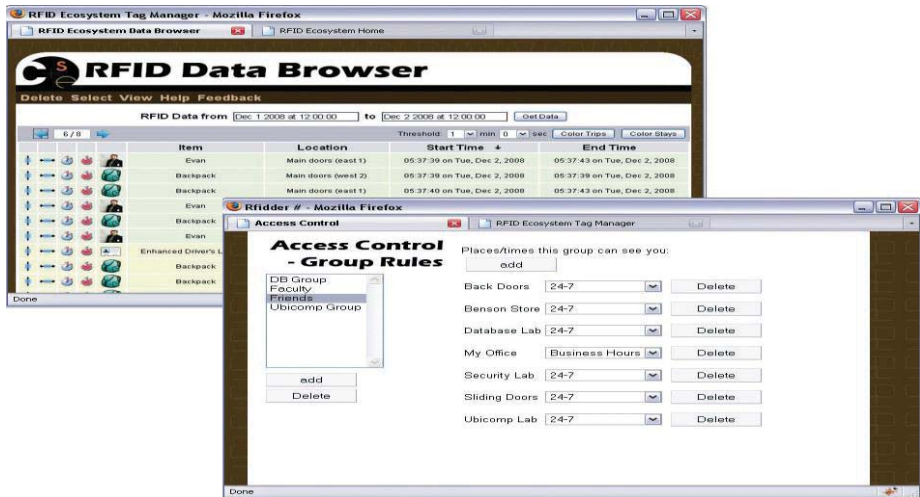 RFID Ecosystem Tag Manager - Mozilla Firefox
RFID Ecosystem Data Browser
RFID Ecosystem Home
cse
RFID Data Browser
Delete Select View Help Feedback
RFID Data from Dec 1 2008 at 12:00:00 to Dec 2 2008 at 12:00:00 Get Data
6/8 Threshold: 1 min 0 sec Color Trips Color Stays
Item Location Start Time End Time
Evan Main doors (east 1) 05:37:39 on Tue, Dec 2, 2008 05:37:43 on Tue, Dec 2, 2008
Backpack Main doors (west 2) 05:37:39 on Tue, Dec 2, 2008 05:37:39 on Tue, Dec 2, 2008
Backpack Main doors (east 1) 05:37:40 on Tue, Dec 2, 2008 05:37:43 on Tue, Dec 2, 2008
Evan
Backpack
Evan
Enhanced Driver's L
Backpack
Backpack
Done
Rfidder # - Mozilla Firefox
Access Control
RFID Ecosystem Tag Manager
Access Control
- Group Rules
DB Group
Faculty
Friends
Ubicomp Group
add
Delete
Places/times this group can see you:
add
Back Doors 24-7 Delete
Benson Store 24-7 Delete
Database Lab 24-7 Delete
My Office Business Hours Delete
Security Lab 24-7 Delete
Sliding Doors 24-7 Delete
Ubicomp Lab 24-7 Delete
Done